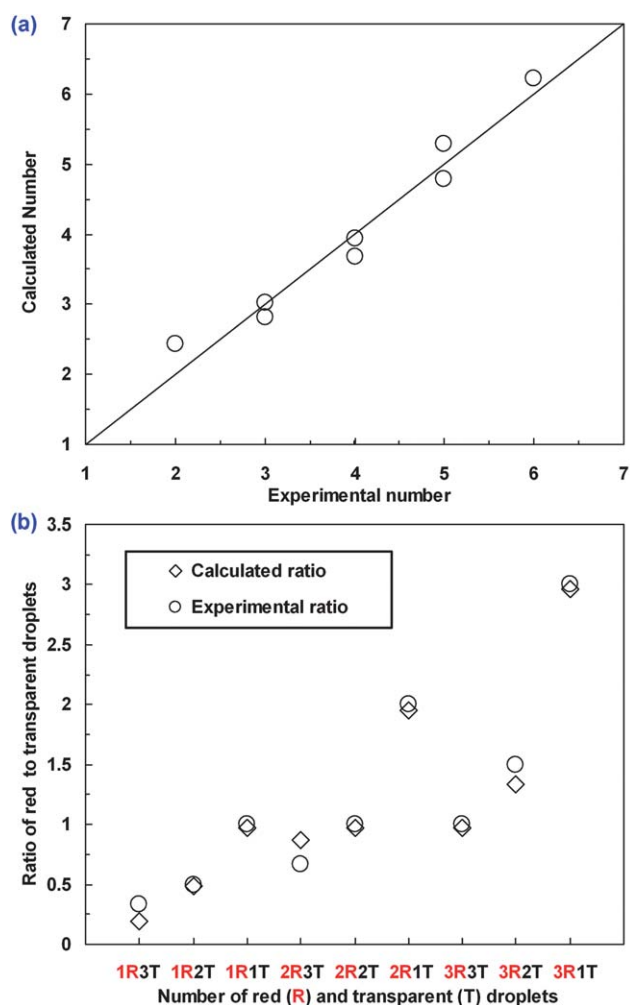 (a)
7
6
5
4
3
2
1
Calculated Number
1 2 3 4 5 6 7
Experimental number
(b)
3.5
3
2.5
2
1.5
1
0.5
0
Ratio of red to transparent droplets
Calculated ratio
Experimental ratio
1R3T 1R2T 1R1T 2R3T 2R2T 2R1T 3R3T 3R2T 3R1T
Number of red (R) and transparent (T) droplets